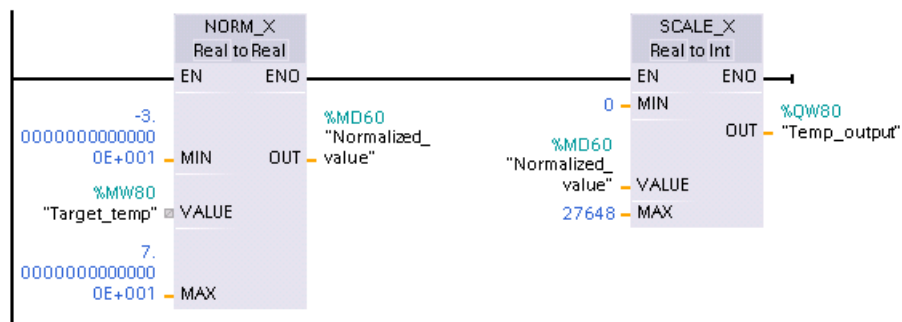 NORM_X
Real to Real
EN
ENO
-3.
0000000000000
0E+001
MIN
OUT
%MD60
"Normalized_
value"
%MW80
"Target_temp"
VALUE
7.
0000000000000
0E+001
MAX
SCALE_X
Real to Int
EN
ENO
0
MIN
OUT
%QW80
"Temp_output"
%MD60
"Normalized_
value"
VALUE
27648
MAX